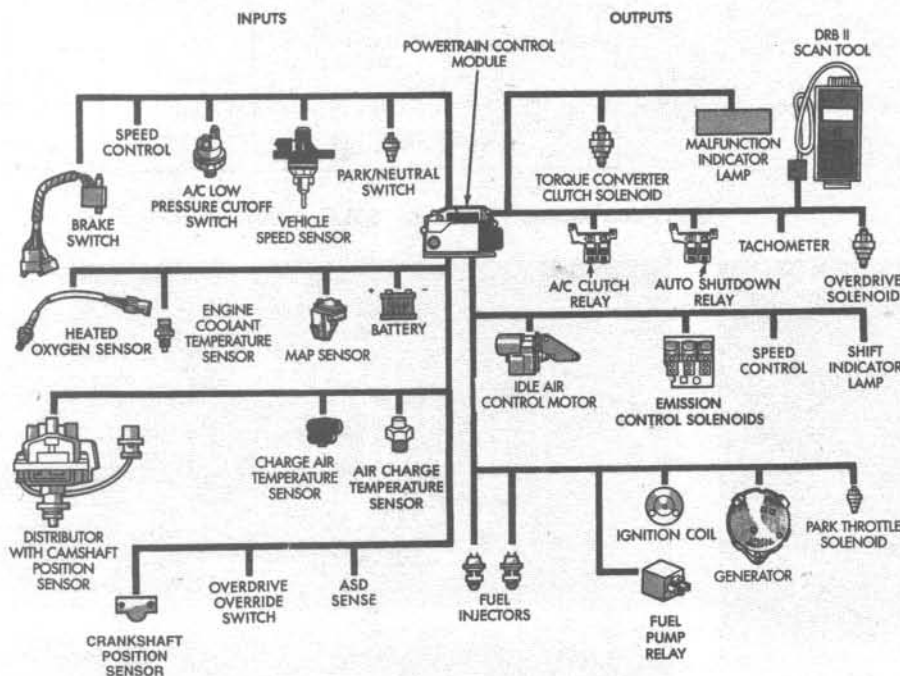 INPUTS
OUTPUTS
POWERTRAIN CONTROL
MODULE
DRB II
SCAN TOOL
SPEED
CONTROL
A/C LOW
PRESSURE CUTOFF
SWITCH
VEHICLE
SPEED SENSOR
PARK/NEUTRAL
SWITCH
BRAKE
SWITCH
TORQUE CONVERTER
CLUTCH SOLENOID
MALFUNCTION
INDICATOR
LAMP
A/C CLUTCH
RELAY
AUTO SHUTDOWN
RELAY
TACHOMETER
OVERDRIVE
SOLENOID
HEATED
OXYGEN SENSOR
ENGINE
COOLANT
TEMPERATURE
SENSOR
MAP SENSOR
BATTERY
IDLE AIR
CONTROL MOTOR
EMISSION
CONTROL SOLENOIDS
SPEED
CONTROL
SHIFT
INDICATOR
LAMP
DISTRIBUTOR
WITH CAMSHAFT
POSITION
SENSOR
CHARGE AIR
TEMPERATURE
SENSOR
AIR CHARGE
TEMPERATURE
SENSOR
CRANKSHAFT
POSITION
SENSOR
OVERDRIVE
OVERRIDE
SWITCH
ASD
SENSE
FUEL
INJECTORS
IGNITION COIL
FUEL
PUMP
RELAY
GENERATOR
PARK THROTTLE
SOLENOID